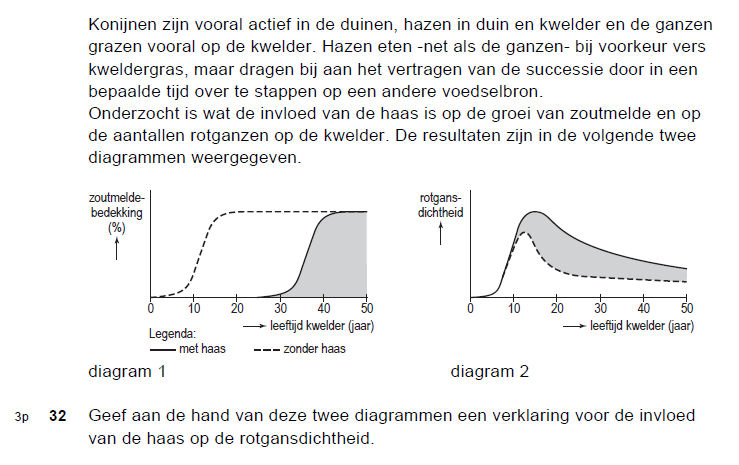 Konijnen zijn vooral actief in de duinen, hazen in duin en kwelder en de ganzen
grazen vooral op de kwelder. Hazen eten -net als de ganzen- bij voorkeur vers
kweldergras, maar dragen bij aan het vertragen van de successie door in een
bepaalde tijd over te stappen op een andere voedselbron.
Onderzocht is wat de invloed van de haas is op de groei van zoutmelde en op
de aantallen rotganzen op de kwelder. De resultaten zijn in de volgende twee
diagrammen weergegeven.
zoutmelde-
bedekking
(%)
0 10 20 30 40 50
leeftijd kwelder (jaar)
Legenda:
met haas zonder haas
diagram 1
rotgans-
dichtheid
0 10 20 30 40 50
leeftijd kwelder (jaar)
diagram 2
3p 32 Geef aan de hand van deze twee diagrammen een verklaring voor de invloed
van de haas op de rotgansdichtheid.